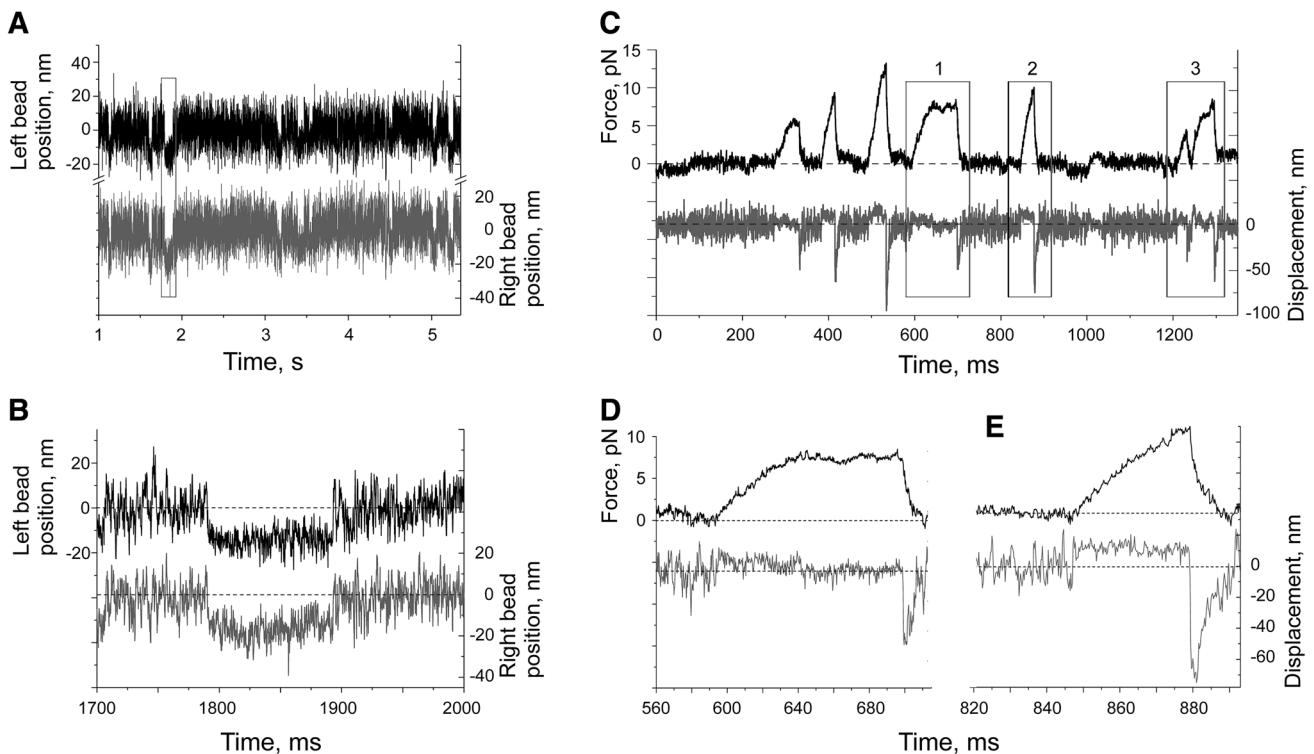 A
Left bead
position, nm
40
20
0
-20
20
0
-20
-40
Right bead
position, nm
1
2
3
4
5
Time, s
B
Left bead
position, nm
20
0
-20
20
0
-20
-40
Right bead
position, nm
1700
1800
1900
2000
Time, ms
C
Force, pN
15
10
5
0
1
2
3
0
-50
-100
Displacement, nm
0
200
400
600
800
1000
1200
Time, ms
D
Force, pN
10
5
0
560
600
640
680
E
0
-20
-40
-60
Displacement, nm
820
840
860
880
Time, ms